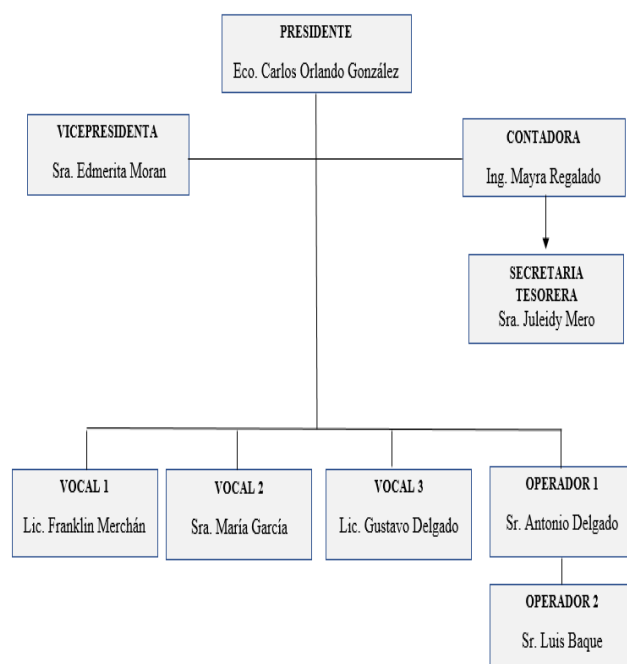 PRESIDENTE
Eco. Carlos Orlando González
VICEPRESIDENTA
Sra. Edmerita Moran
CONTADORA
Ing. Mayra Regalado
SECRETARIA
TESORERA
Sra. Juleidy Mero
VOCAL 1
Lic. Franklin Merchán
VOCAL 2
Sra. María García
VOCAL 3
Lic. Gustavo Delgado
OPERADOR 1
Sr. Antonio Delgado
OPERADOR 2
Sr. Luis Baque